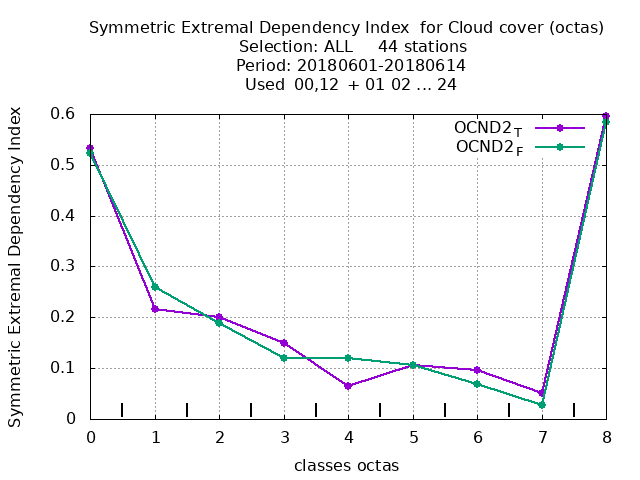 Symmetric Extremal Dependency Index  for Cloud cover (octas)
Selection: ALL     44 stations
Period: 20180601-20180614
Used  00,12  + 01 02 ... 24
Symmetric Extremal Dependency Index
0.6
0.5
0.4
0.3
0.2
0.1
0
OCND2_T
OCND2_F
0 1 2 3 4 5 6 7 8
classes octas